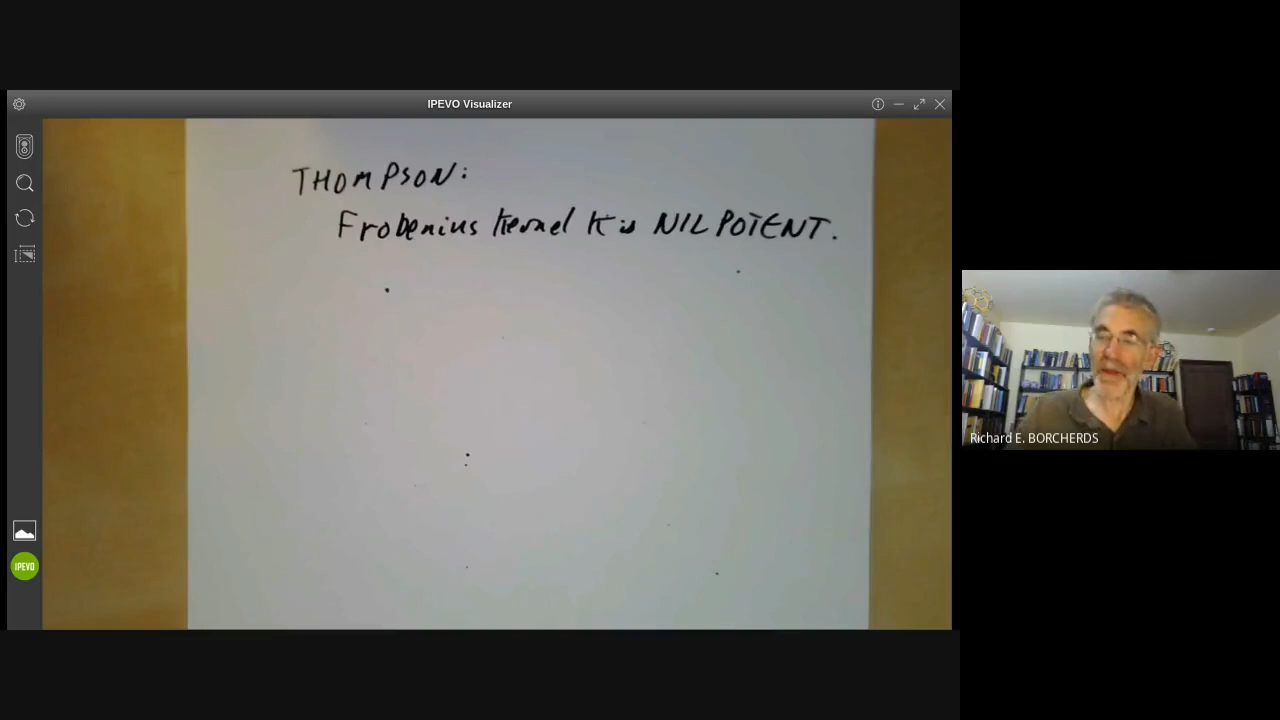 IPEVO Visualizer
THOMPSON:
Frobenius kernel K is NILPOTENT.
Richard E. BORCHERDS
IPEVO